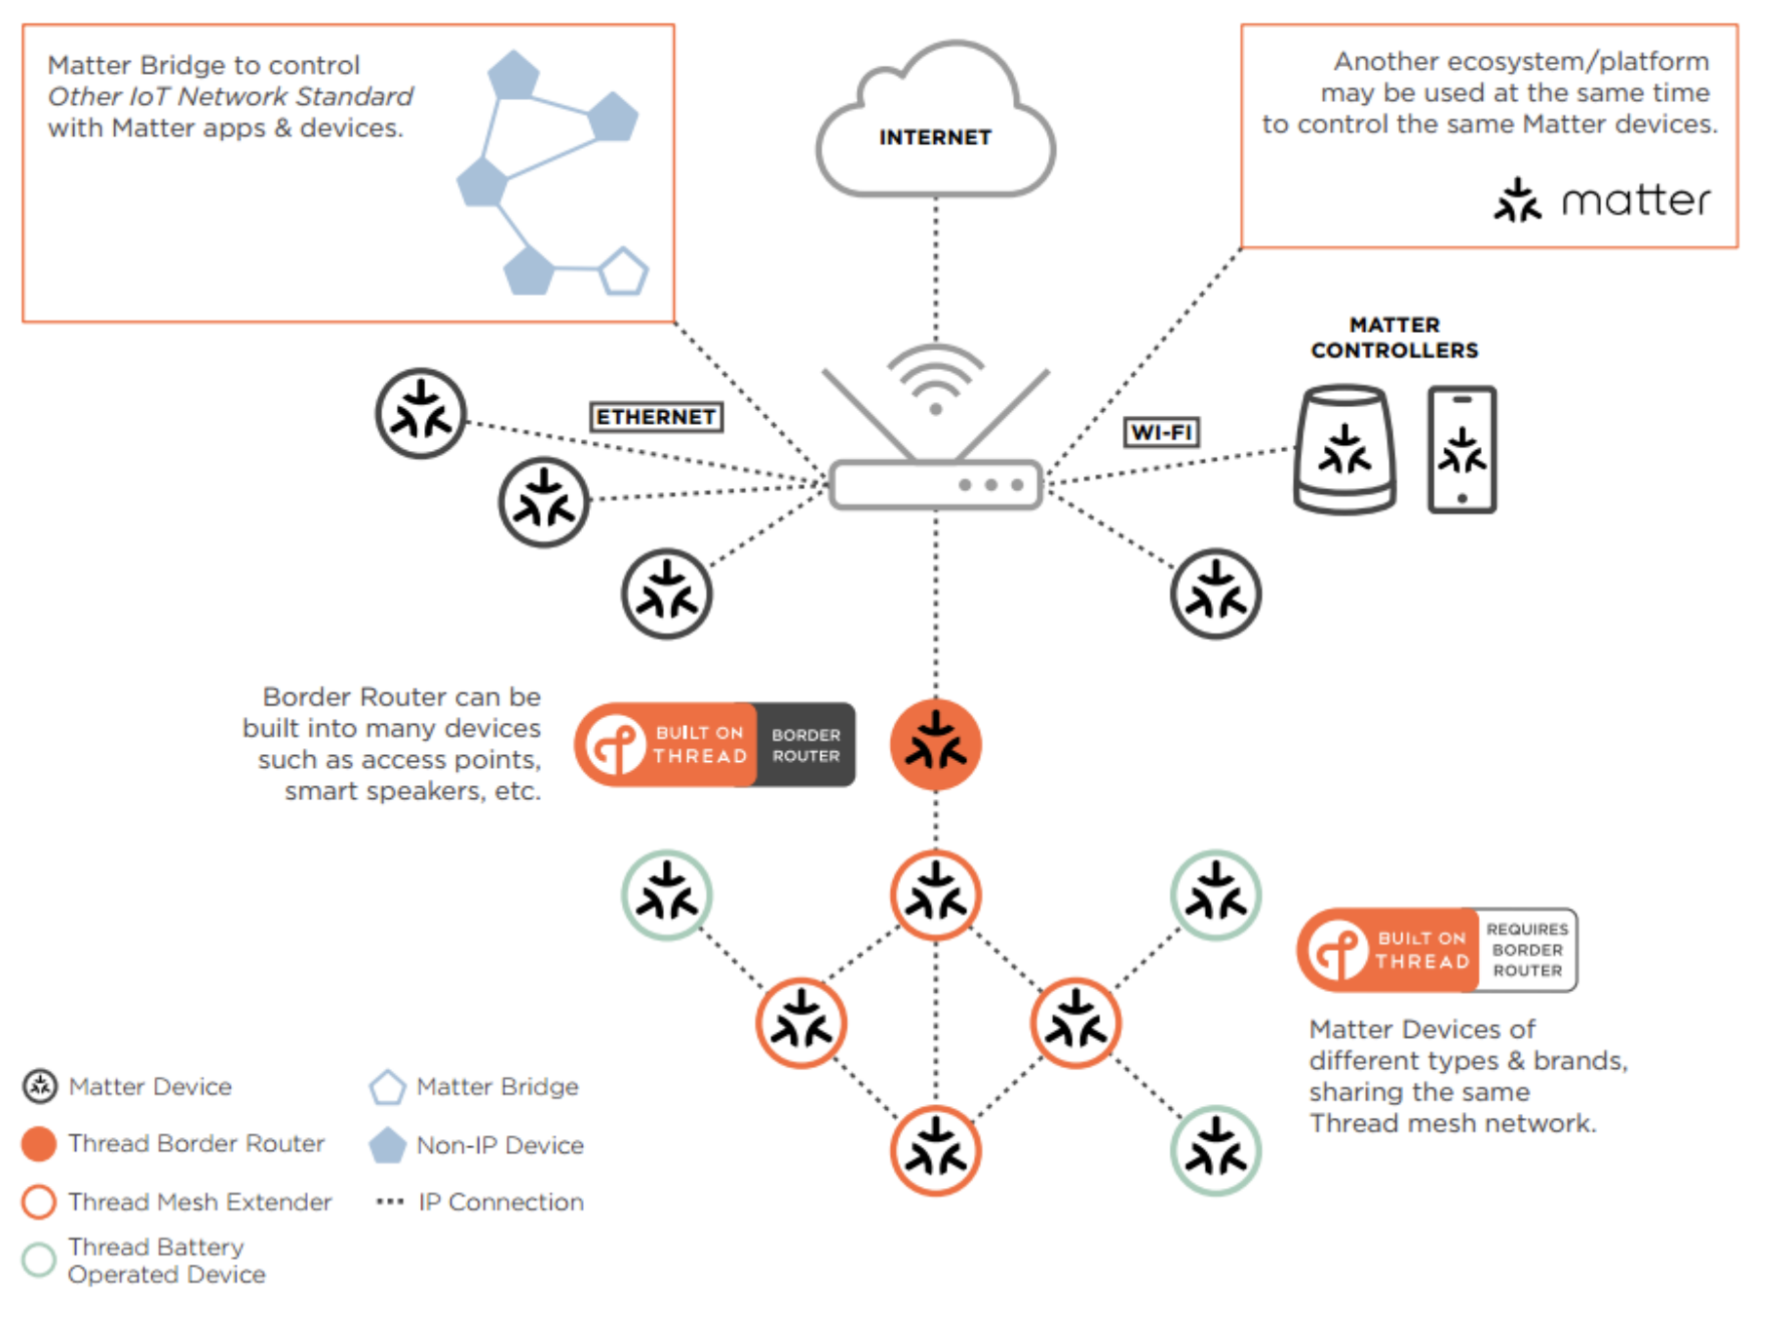 Matter Bridge to control
Other IoT Network Standard
with Matter apps & devices.
INTERNET
Another ecosystem/platform
may be used at the same time
to control the same Matter devices.
matter
MATTER
CONTROLLERS
ETHERNET
WI-FI
Border Router can be
built into many devices
such as access points,
smart speakers, etc.
BUILT ON
THREAD
BORDER
ROUTER
BUILT ON
THREAD
REQUIRES
BORDER
ROUTER
Matter Devices of
different types & brands,
sharing the same
Thread mesh network.
Matter Device
Thread Border Router
Thread Mesh Extender
Thread Battery
Operated Device
Matter Bridge
Non-IP Device
IP Connection